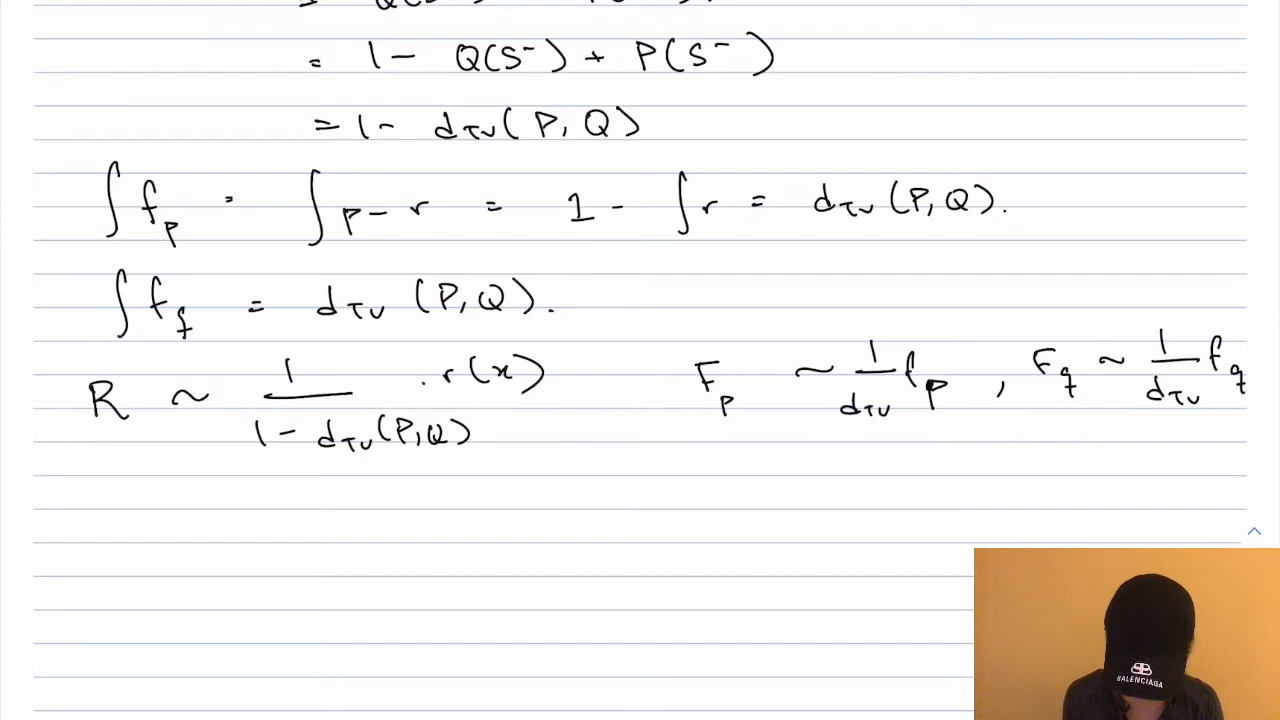 = 1 - Q(S⁻) + P(S⁻)
= 1 - d_TV(P, Q)
∫ f_p = ∫ p - r = 1 - ∫ r = d_TV(P, Q).
∫ f_q = d_TV (P, Q).
R ~ 1/(1 - d_TV(P,Q)) · r(x) F_p ~ 1/d_TV f_p , F_q ~ 1/d_TV f_q
BALENCIAGA